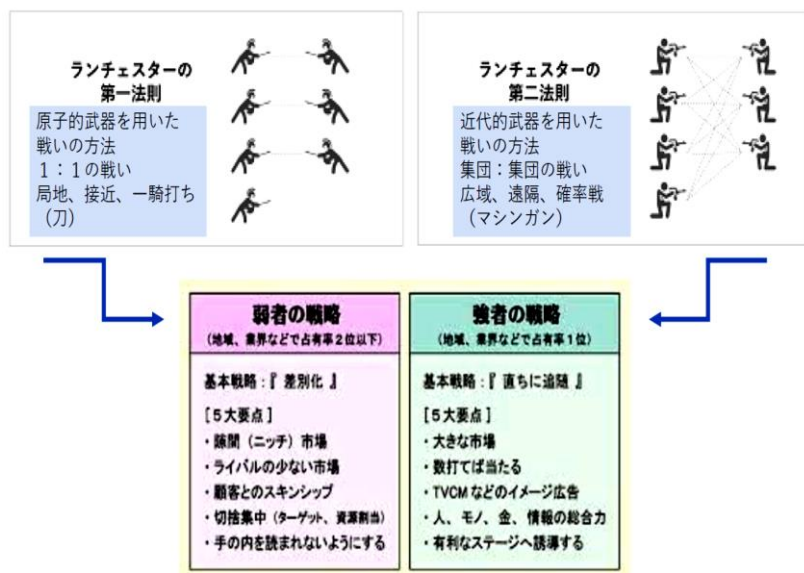 ランチェスターの
第一法則
原子的武器を用いた
戦いの方法
１：１の戦い
局地、接近、一騎打ち
（刀）
ランチェスターの
第二法則
近代的武器を用いた
戦いの方法
集団：集団の戦い
広域、遠隔、確率戦
（マシンガン）
弱者の戦略
（地域、業界などで占有率２位以下）
基本戦略：『 差別化 』
［５大要点］
・隙間（ニッチ）市場
・ライバルの少ない市場
・顧客とのスキンシップ
・切捨集中（ターゲット、資源割当）
・手の内を読まれないようにする
強者の戦略
（地域、業界などで占有率１位）
基本戦略：『 直ちに追随 』
［５大要点］
・大きな市場
・数打てば当たる
・TVCMなどのイメージ広告
・人、モノ、金、情報の総合力
・有利なステージへ誘導する